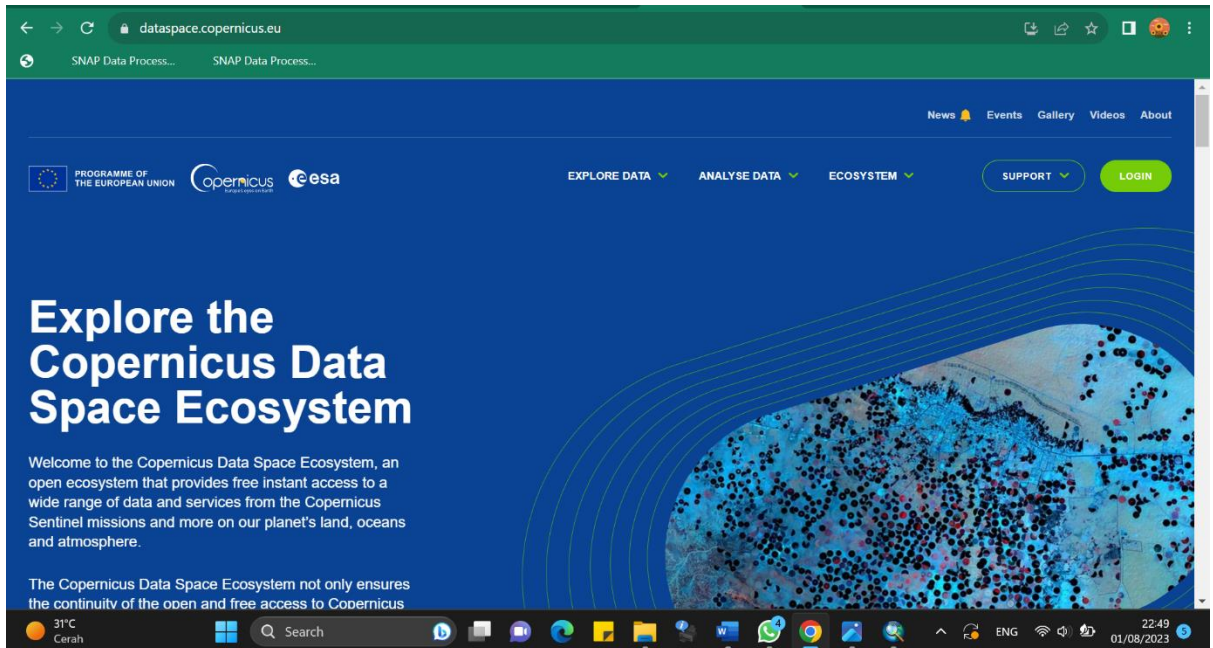 dataspace.copernicus.eu
SNAP Data Process... SNAP Data Process...
News Events Gallery Videos About
PROGRAMME OF
THE EUROPEAN UNION
opernicus
Europe's eyes on Earth
esa
EXPLORE DATA ANALYSE DATA ECOSYSTEM SUPPORT LOGIN
Explore the
Copernicus Data
Space Ecosystem
Welcome to the Copernicus Data Space Ecosystem, an
open ecosystem that provides free instant access to a
wide range of data and services from the Copernicus
Sentinel missions and more on our planet's land, oceans
and atmosphere.
The Copernicus Data Space Ecosystem not only ensures
the continuity of the open and free access to Copernicus
31°C
Cerah
Search
4
ENG
22:49
01/08/2023
5